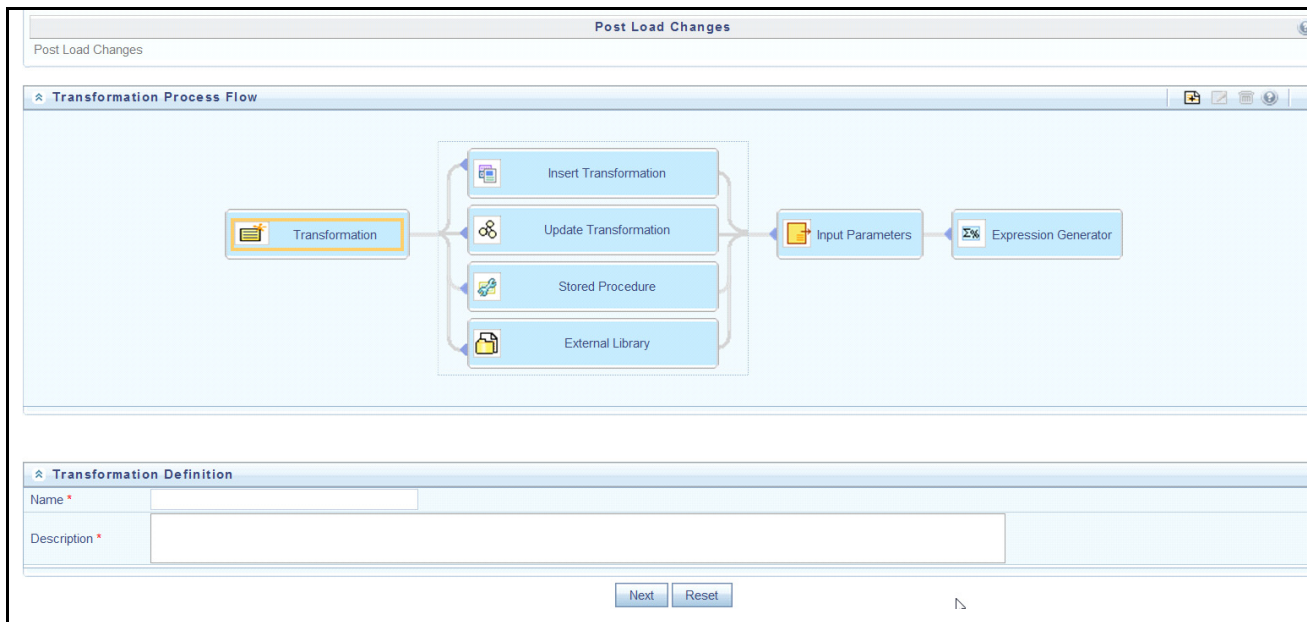 Post Load Changes
Post Load Changes
Transformation Process Flow
Insert Transformation
Update Transformation
Transformation
Input Parameters
Expression Generator
Stored Procedure
External Library
Transformation Definition
Name *
Description *
Next Reset